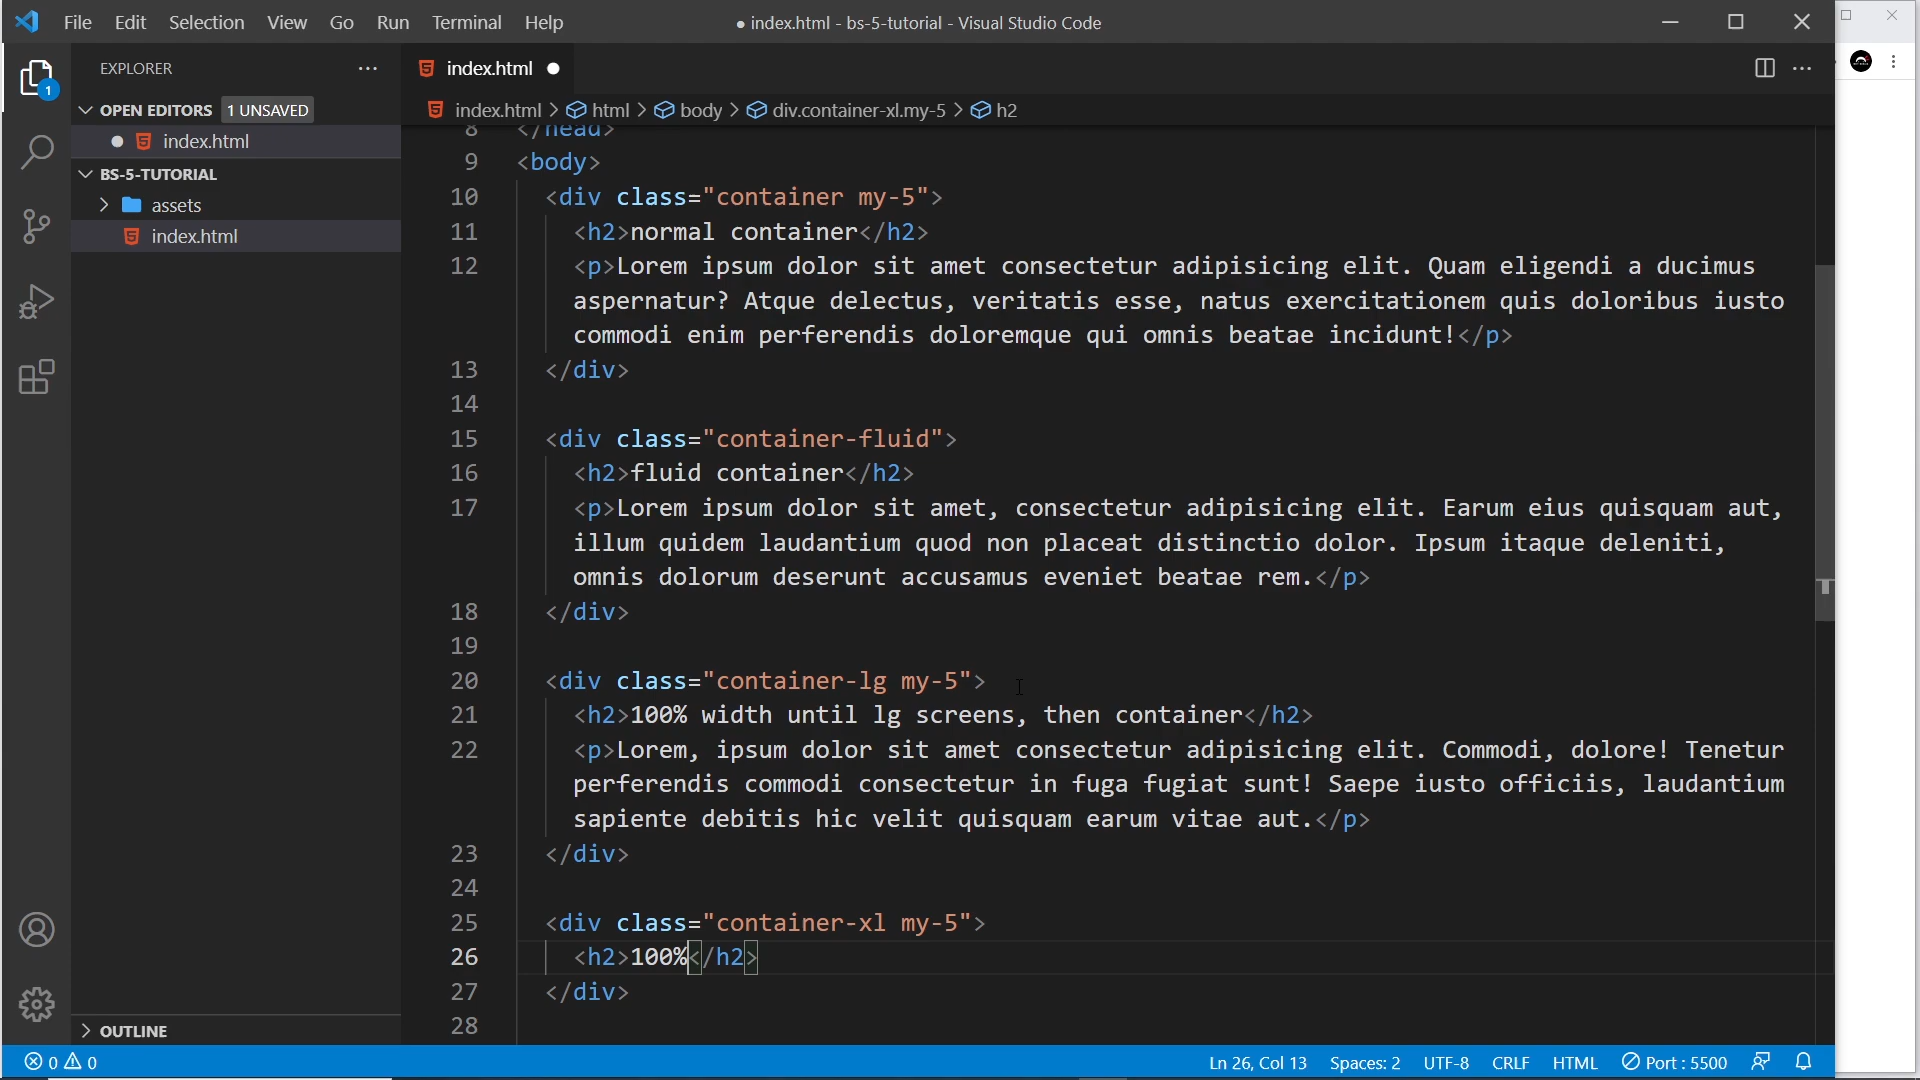 File Edit Selection View Go Run Terminal Help
● index.html - bs-5-tutorial - Visual Studio Code
EXPLORER
index.html
OPEN EDITORS 1 UNSAVED
index.html > html > body > div.container-xl.my-5 > h2
1
index.html
BS-5-TUTORIAL
assets
index.html
8 </head>
9 <body>
10 <div class="container my-5">
11 <h2>normal container</h2>
12 <p>Lorem ipsum dolor sit amet consectetur adipisicing elit. Quam eligendi a ducimus
aspernatur? Atque delectus, veritatis esse, natus exercitationem quis doloribus iusto
commodi enim perferendis doloremque qui omnis beatae incidunt!</p>
13 </div>
14
15 <div class="container-fluid">
16 <h2>fluid container</h2>
17 <p>Lorem ipsum dolor sit amet, consectetur adipisicing elit. Earum eius quisquam aut,
illum quidem laudantium quod non placeat distinctio dolor. Ipsum itaque deleniti,
omnis dolorum deserunt accusamus eveniet beatae rem.</p>
18 </div>
19
20 <div class="container-lg my-5">
21 <h2>100% width until lg screens, then container</h2>
22 <p>Lorem, ipsum dolor sit amet consectetur adipisicing elit. Commodi, dolore! Tenetur
perferendis commodi consectetur in fuga fugiat sunt! Saepe iusto officiis, laudantium
sapiente debitis hic velit quisquam earum vitae aut.</p>
23 </div>
24
25 <div class="container-xl my-5">
26 <h2>100%</h2>
27 </div>
28
OUTLINE
0 0
Ln 26, Col 13 Spaces: 2 UTF-8 CRLF HTML Port : 5500